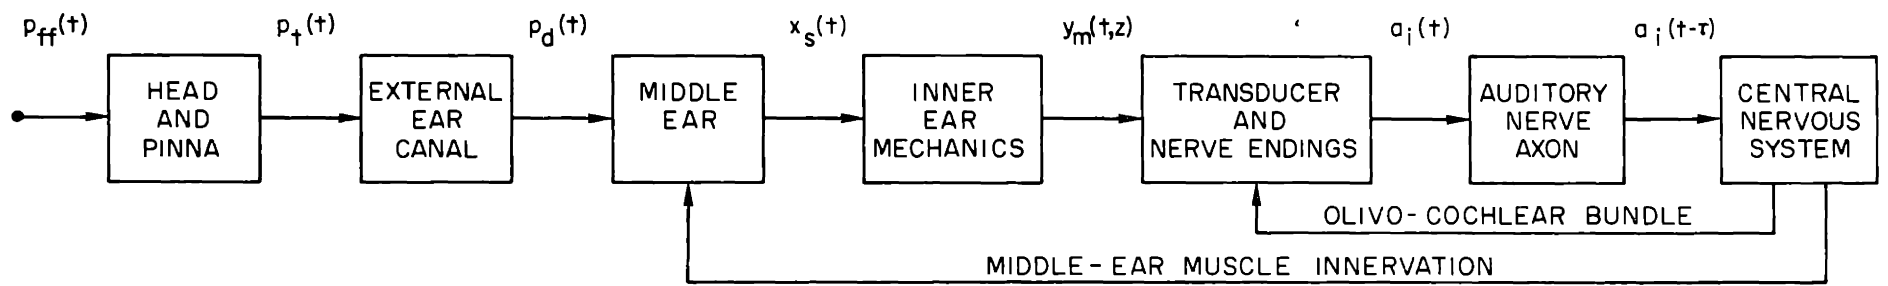 p_ff(t) p_t(t) p_d(t) x_s(t) y_m(t,z) a_i(t) a_i(t-τ)
HEAD
AND
PINNA
EXTERNAL
EAR
CANAL
MIDDLE
EAR
INNER
EAR
MECHANICS
TRANSDUCER
AND
NERVE ENDINGS
AUDITORY
NERVE
AXON
CENTRAL
NERVOUS
SYSTEM
OLIVO-COCHLEAR BUNDLE
MIDDLE-EAR MUSCLE INNERVATION